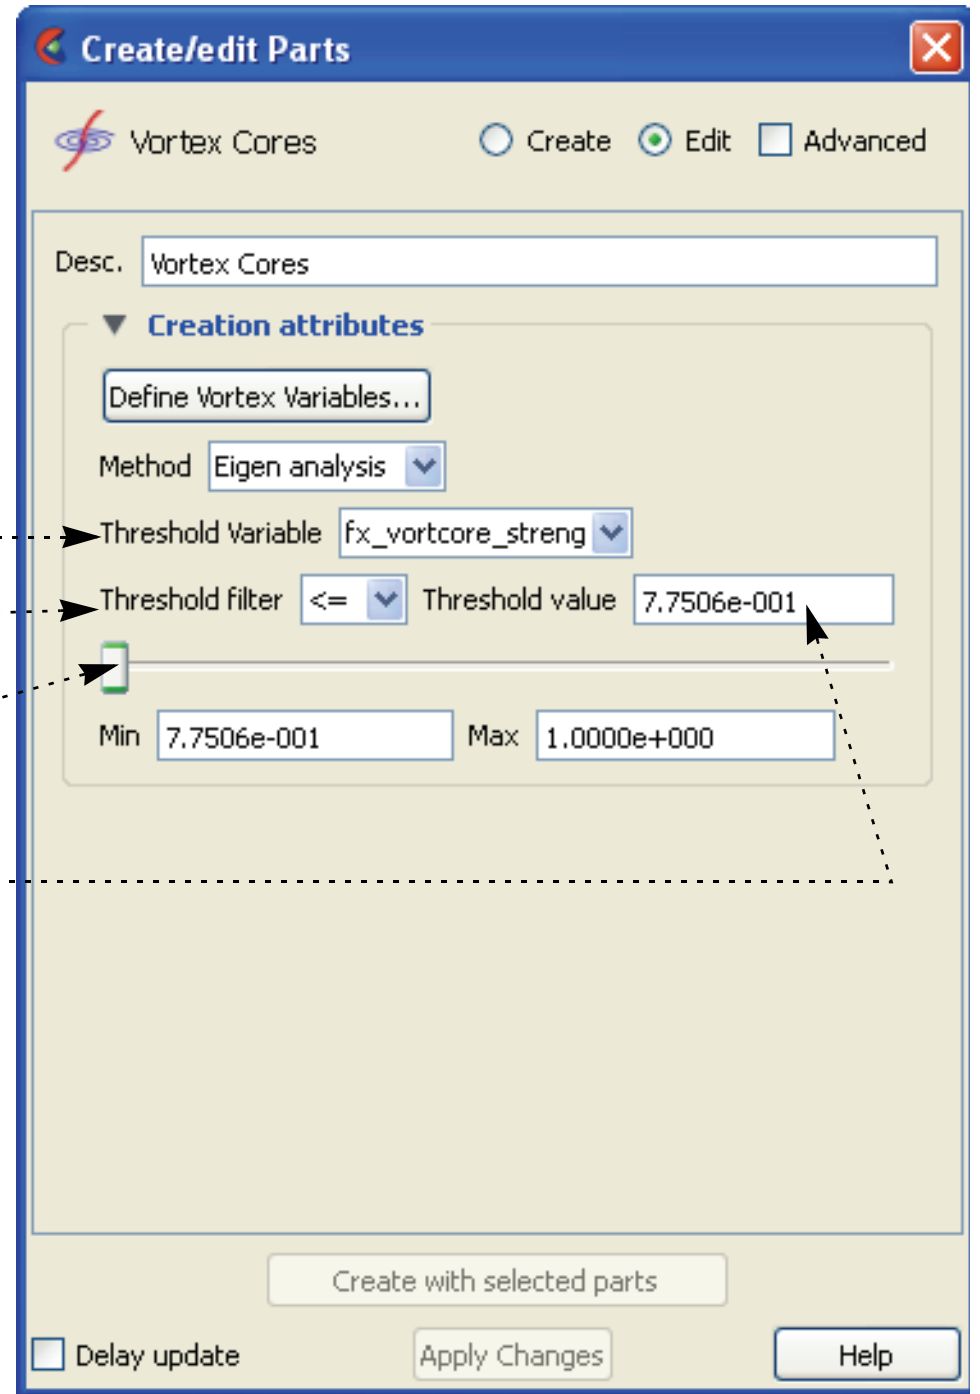 Create/edit Parts
Vortex Cores Create Edit Advanced
Desc. Vortex Cores
Creation attributes
Define Vortex Variables...
Method Eigen analysis
Threshold Variable fx_vortcore_streng
Threshold filter <= Threshold value 7.7506e-001
Min 7.7506e-001 Max 1.0000e+000
Create with selected parts
Delay update Apply Changes Help